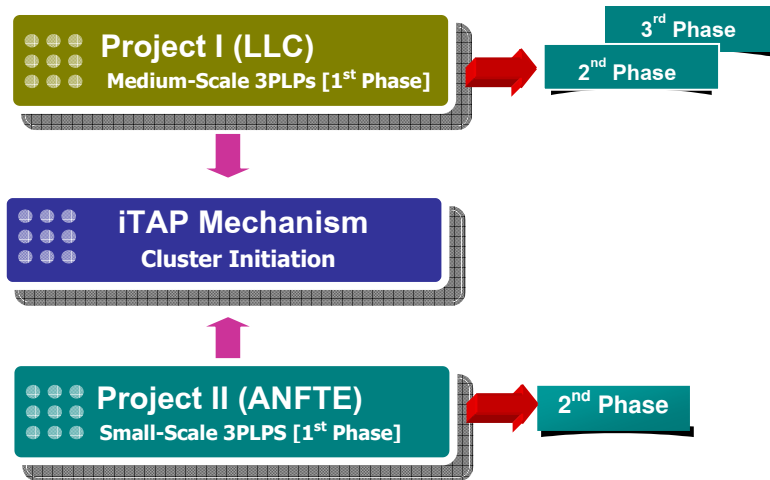 Project I (LLC)
Medium-Scale 3PLPs [1st Phase]
3rd Phase
2nd Phase
iTAP Mechanism
Cluster Initiation
Project II (ANFTE)
Small-Scale 3PLPS [1st Phase]
2nd Phase